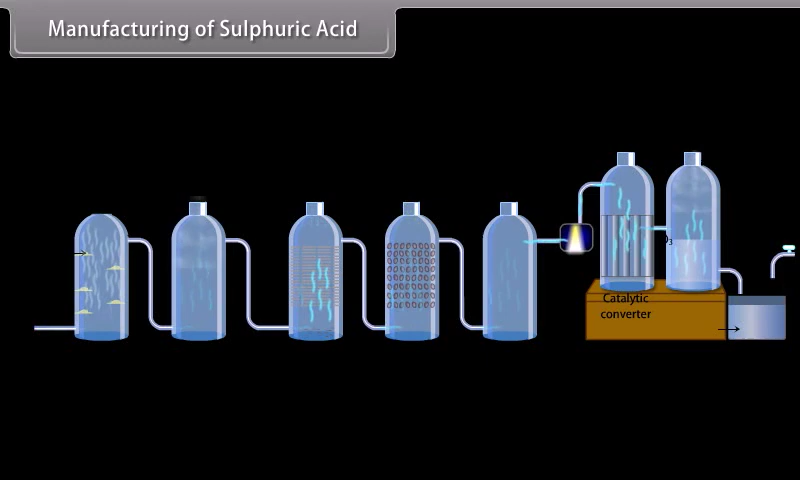 Manufacturing of Sulphuric Acid
Catalytic
converter